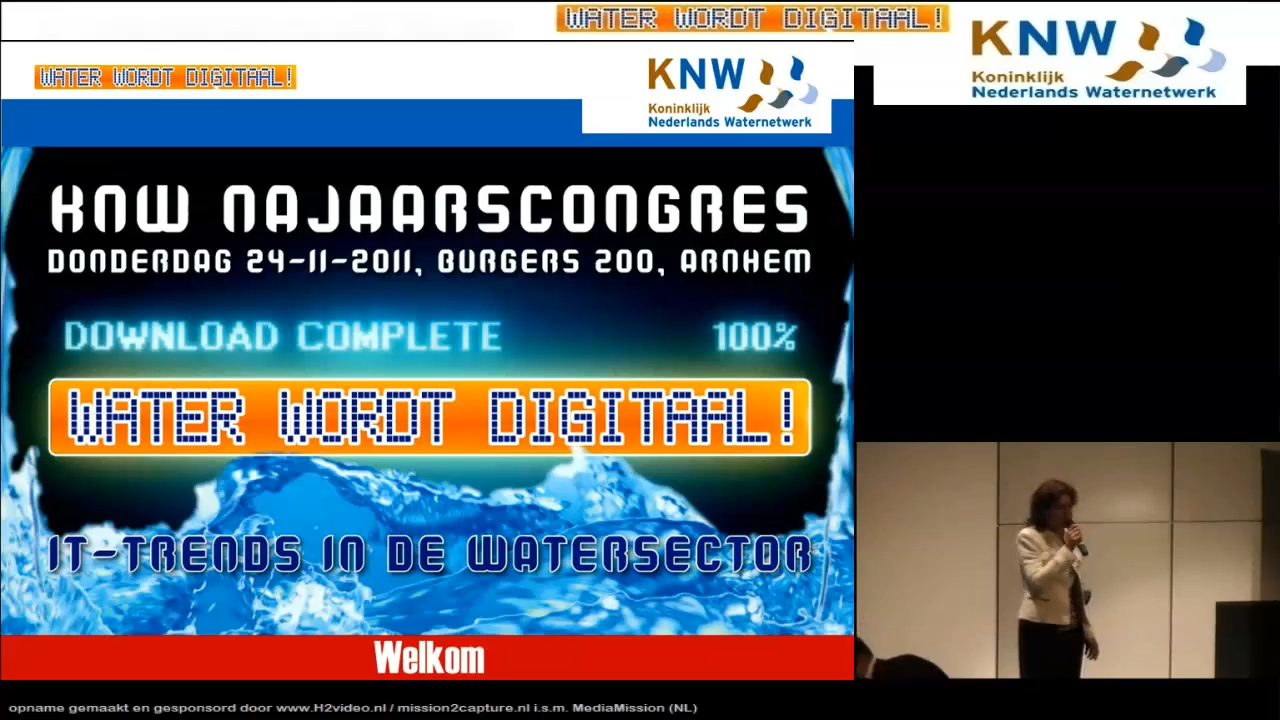 WATER WORDT DIGITAAL!
KNW
Koninklijk
Nederlands Waternetwerk
WATER WORDT DIGITAAL!
KNW
Koninklijk
Nederlands Waternetwerk
KNW NAJAARSCONGRES
DONDERDAG 24-11-2011, BURGERS ZOO, ARNHEM
DOWNLOAD COMPLETE 100%
WATER WORDT DIGITAAL!
IT-TRENDS IN DE WATERSECTOR
Welkom
opname gemaakt en gesponsord door www.H2video.nl / mission2capture.nl i.s.m. MediaMission (NL)